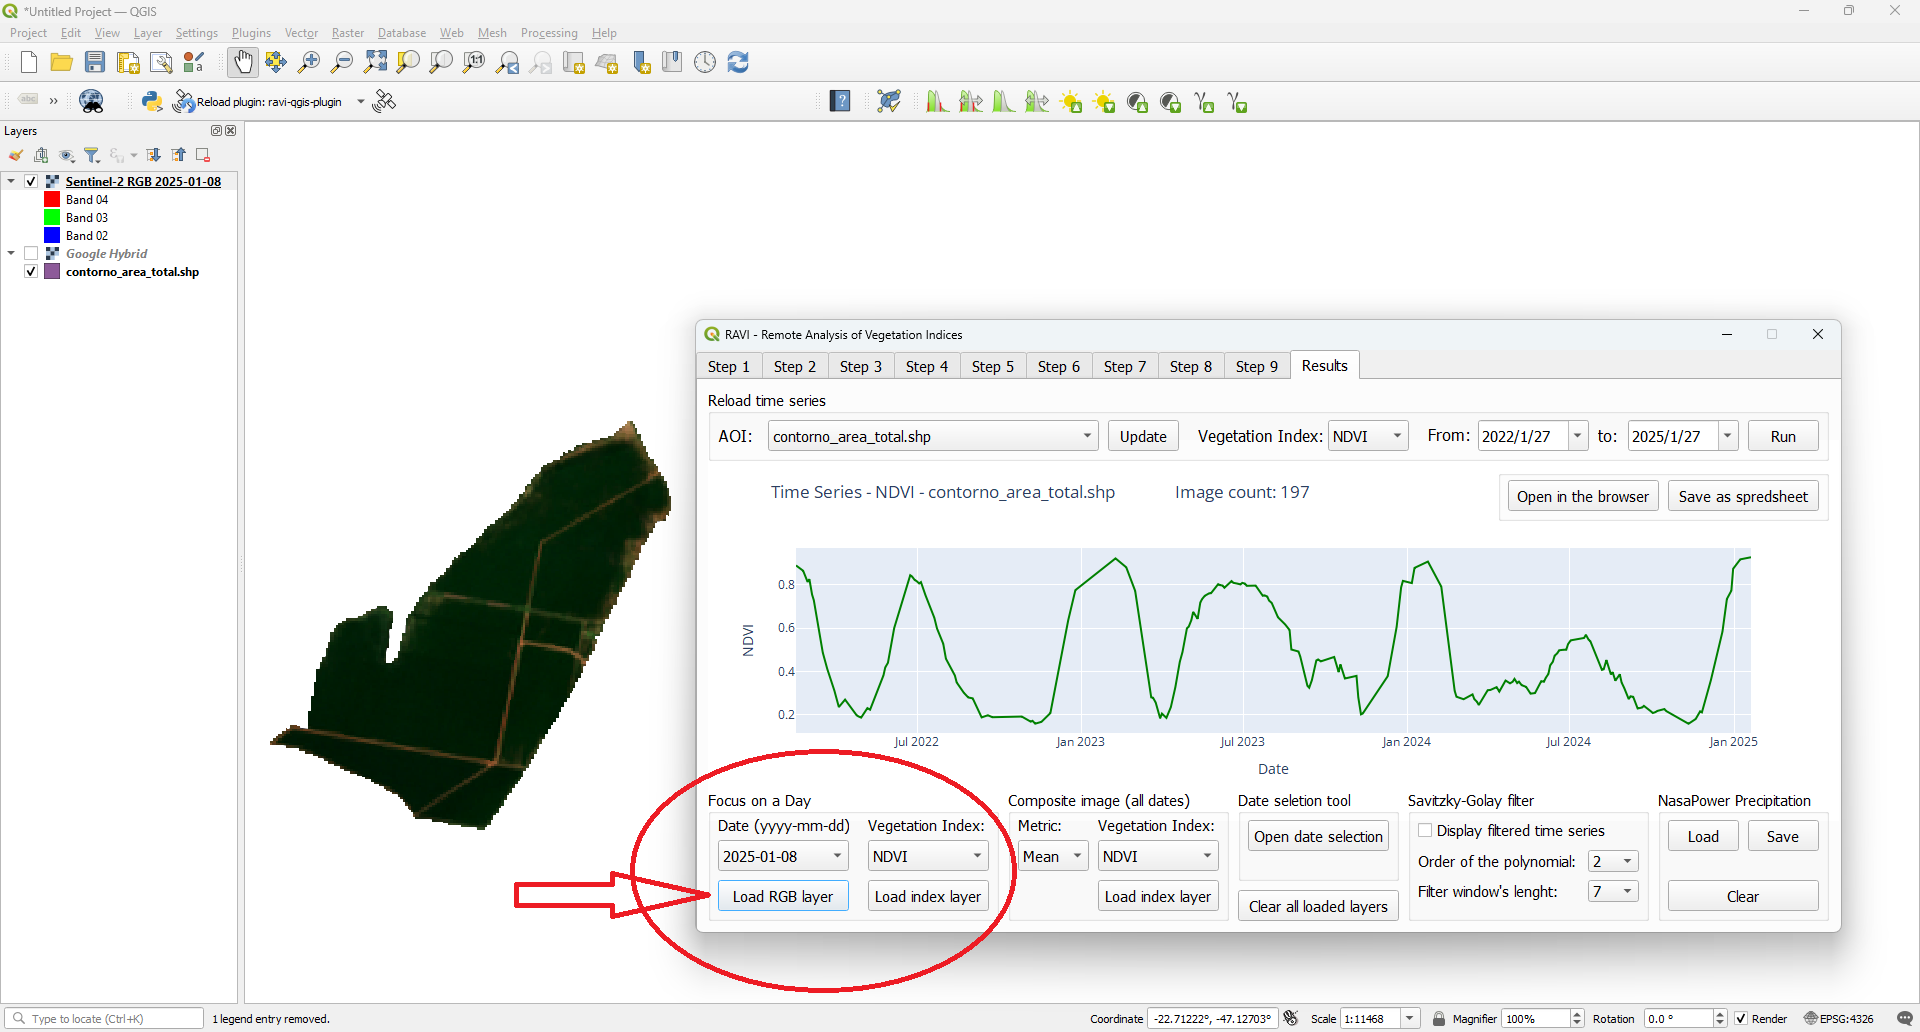 *Untitled Project — QGIS
Project Edit View Layer Settings Plugins Vector Raster Database Web Mesh Processing Help
abc » Reload plugin: ravi-qgis-plugin
Layers
Sentinel-2 RGB 2025-01-08
Band 04
Band 03
Band 02
Google Hybrid
contorno_area_total.shp
RAVI - Remote Analysis of Vegetation Indices
Step 1 Step 2 Step 3 Step 4 Step 5 Step 6 Step 7 Step 8 Step 9 Results
Reload time series
AOI: contorno_area_total.shp Update Vegetation Index: NDVI From: 2022/1/27 to: 2025/1/27 Run
Time Series - NDVI - contorno_area_total.shp Image count: 197 Open in the browser Save as spredsheet
0.8
0.6
0.4
0.2
NDVI
Jul 2022 Jan 2023 Jul 2023 Jan 2024 Jul 2024 Jan 2025
Date
Focus on a Day
Date (yyyy-mm-dd) Vegetation Index:
2025-01-08 NDVI
Load RGB layer Load index layer
Composite image (all dates)
Metric: Vegetation Index:
Mean NDVI
Load index layer
Date seletion tool
Open date selection
Clear all loaded layers
Savitzky-Golay filter
Display filtered time series
Order of the polynomial: 2
Filter window's lenght: 7
NasaPower Precipitation
Load Save
Clear
Type to locate (Ctrl+K) 1 legend entry removed. Coordinate -22.71222°, -47.12703° Scale 1:11468 Magnifier 100% Rotation 0.0 ° Render EPSG:4326